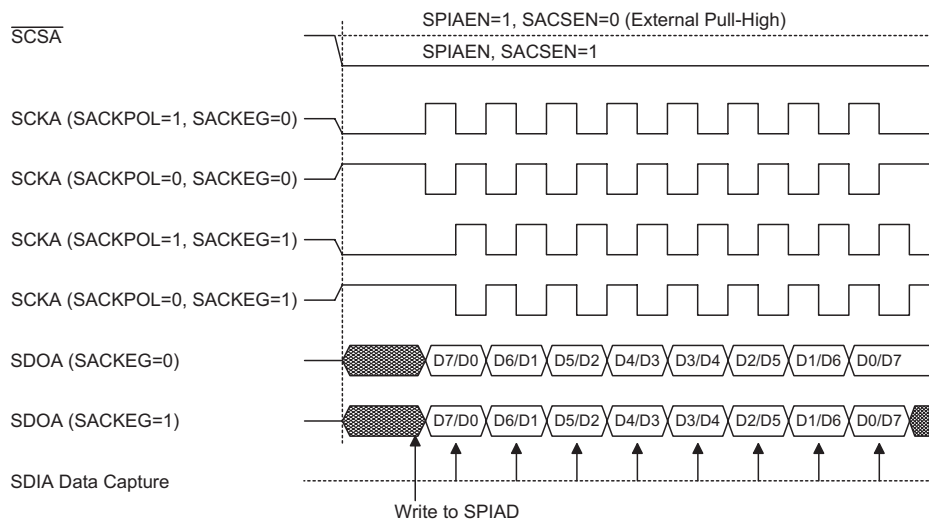 SPIAEN=1, SACSEN=0 (External Pull-High)
SCSA
SPIAEN, SACSEN=1
SCKA (SACKPOL=1, SACKEG=0)
SCKA (SACKPOL=0, SACKEG=0)
SCKA (SACKPOL=1, SACKEG=1)
SCKA (SACKPOL=0, SACKEG=1)
SDOA (SACKEG=0) D7/D0 D6/D1 D5/D2 D4/D3 D3/D4 D2/D5 D1/D6 D0/D7
SDOA (SACKEG=1) D7/D0 D6/D1 D5/D2 D4/D3 D3/D4 D2/D5 D1/D6 D0/D7
SDIA Data Capture
Write to SPIAD